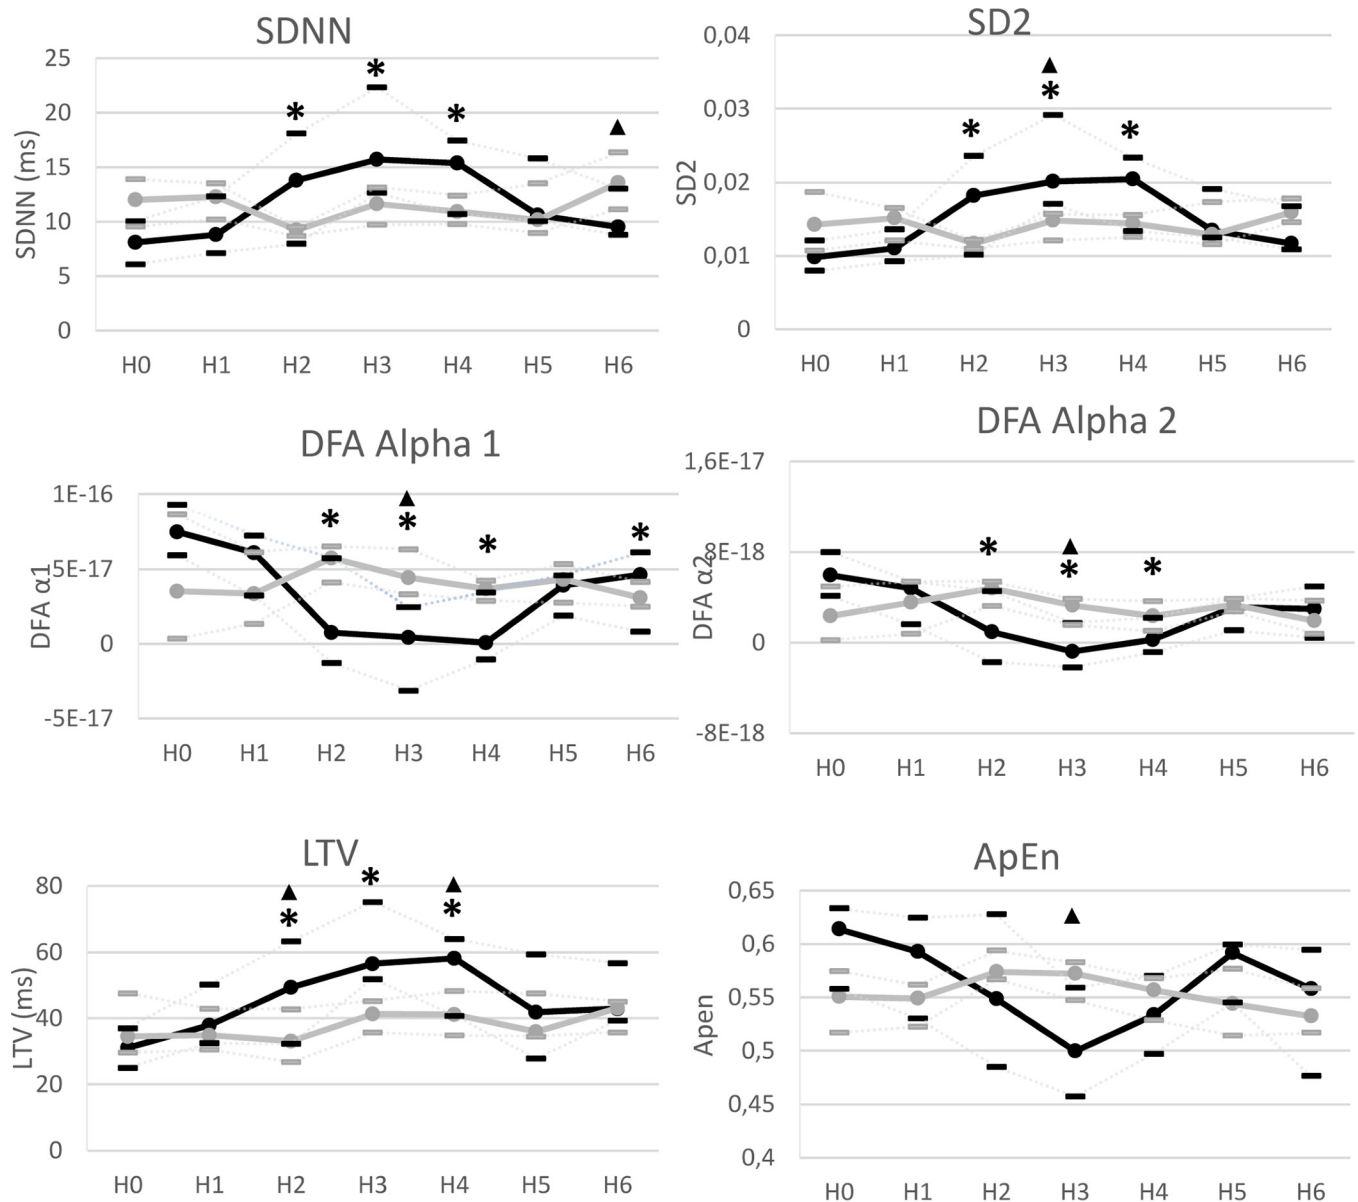 SDNN
25
20
15
10
5
0
SDNN (ms)
* * * ▲
H0 H1 H2 H3 H4 H5 H6
SD2
0,04
0,03
0,02
0,01
0
SD2
▲
* * *
H0 H1 H2 H3 H4 H5 H6
DFA Alpha 1
1E-16
5E-17
0
-5E-17
DFA α1
▲
* * * *
H0 H1 H2 H3 H4 H5 H6
DFA Alpha 2
1,6E-17
8E-18
0
-8E-18
DFA α2
▲
* * *
H0 H1 H2 H3 H4 H5 H6
LTV
80
60
40
20
0
LTV (ms)
▲ ▲
* * *
H0 H1 H2 H3 H4 H5 H6
ApEn
0,65
0,6
0,55
0,5
0,45
0,4
Apen
▲
H0 H1 H2 H3 H4 H5 H6